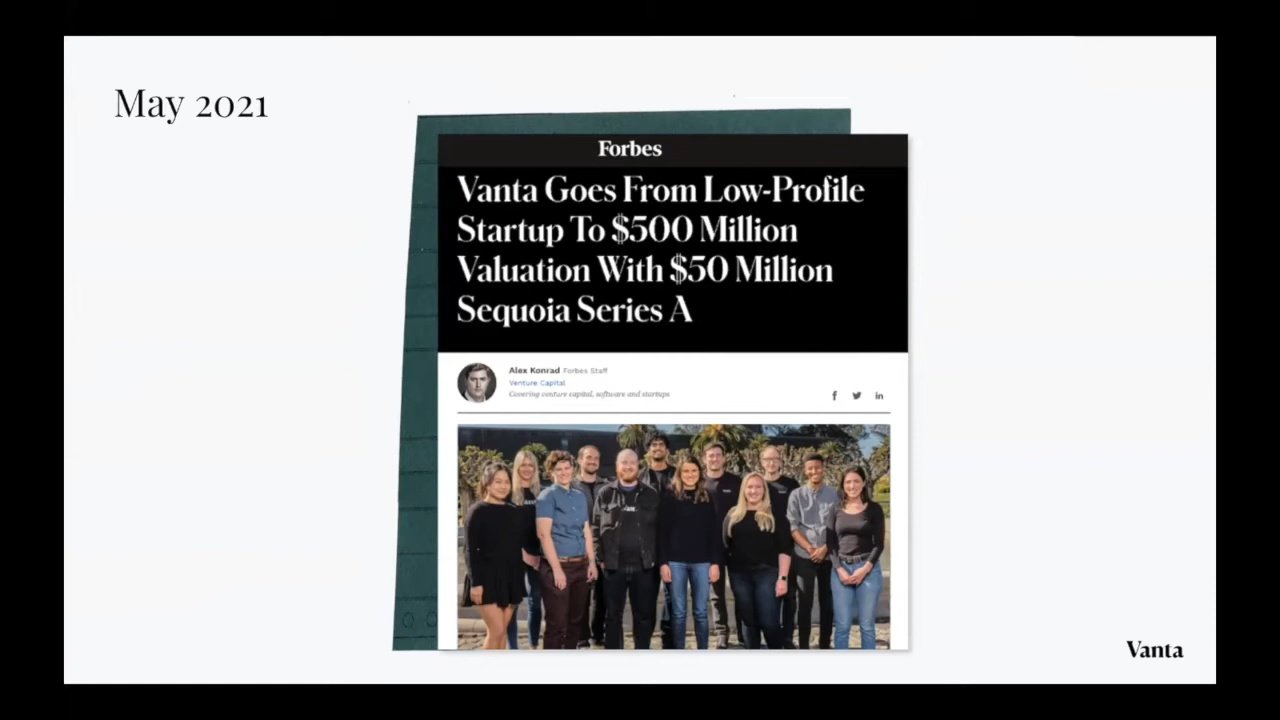 May 2021
Forbes
Vanta Goes From Low-Profile
Startup To $500 Million
Valuation With $50 Million
Sequoia Series A
Alex Konrad Forbes Staff
Venture Capital
Covering venture capital, software and startups
Vanta